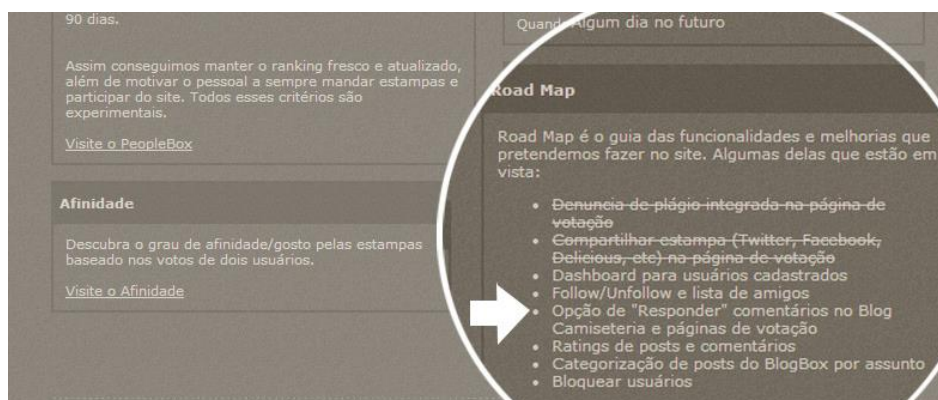 90 dias.
Assim conseguimos manter o ranking fresco e atualizado,
além de motivar o pessoal a sempre mandar estampas e
participar do site. Todos esses critérios são
experimentais.
Visite o PeopleBox
Afinidade
Descubra o grau de afinidade/gosto pelas estampas
baseado nos votos de dois usuários.
Visite o Afinidade
Quando Algum dia no futuro
Road Map
Road Map é o guia das funcionalidades e melhorias que
pretendemos fazer no site. Algumas delas que estão em
vista:
• Denuncia de plágio integrada na página de
votação
• Compartilhar estampa (Twitter, Facebook,
Delicious, etc) na página de votação
• Dashboard para usuários cadastrados
• Follow/Unfollow e lista de amigos
• Opção de "Responder" comentários no Blog
Camiseteria e páginas de votação
• Ratings de posts e comentários
• Categorização de posts do BlogBox por assunto
• Bloquear usuários